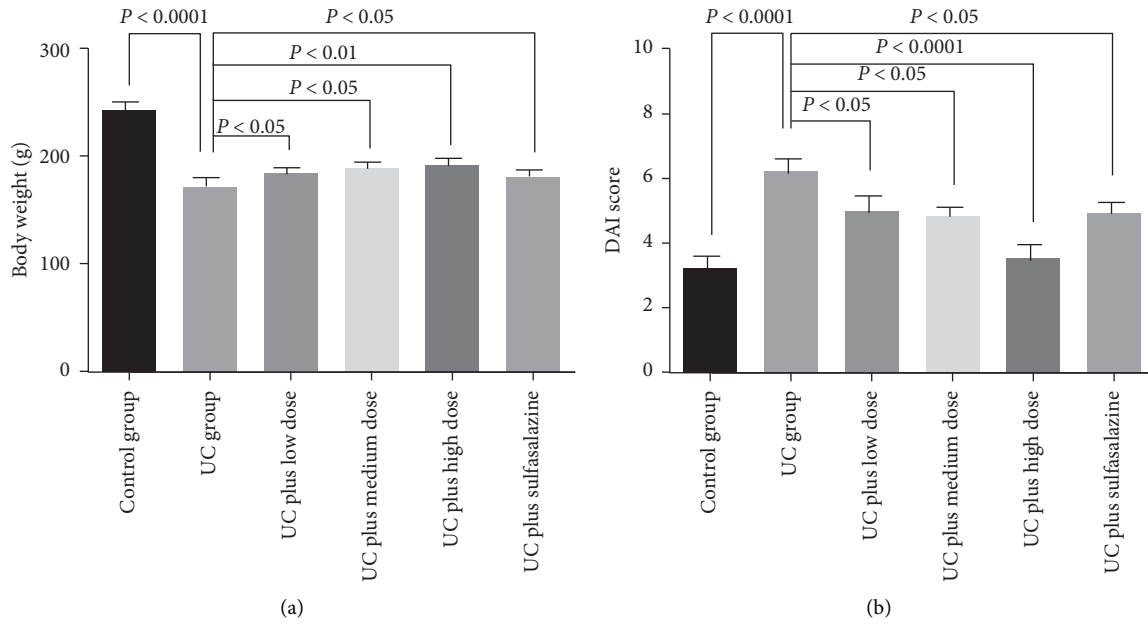 P < 0.0001
P < 0.05
P < 0.01
P < 0.05
P < 0.05
300
200
100
0
Body weight (g)
Control group
UC group
UC plus low dose
UC plus medium dose
UC plus high dose
UC plus sulfasalazine
(a)
P < 0.0001
P < 0.05
P < 0.0001
P < 0.05
P < 0.05
10
8
6
4
2
0
DAI score
Control group
UC group
UC plus low dose
UC plus medium dose
UC plus high dose
UC plus sulfasalazine
(b)